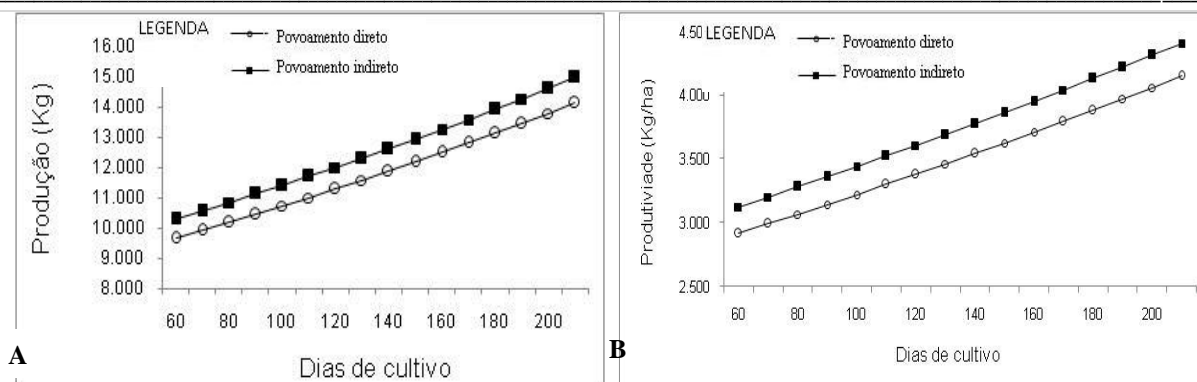 LEGENDA
Povoamento direto
Povoamento indireto
Produção (Kg)
16.00
15.00
14.000
13.000
12.000
11.000
10.000
9.000
8.000
60 80 100 120 140 160 180 200
Dias de cultivo
A
LEGENDA
Povoamento direto
Povoamento indireto
Produtiviade (Kg/ha)
4.50
4.00
3.500
3.000
2.500
60 80 100 120 140 160 180 200
Dias de cultivo
B